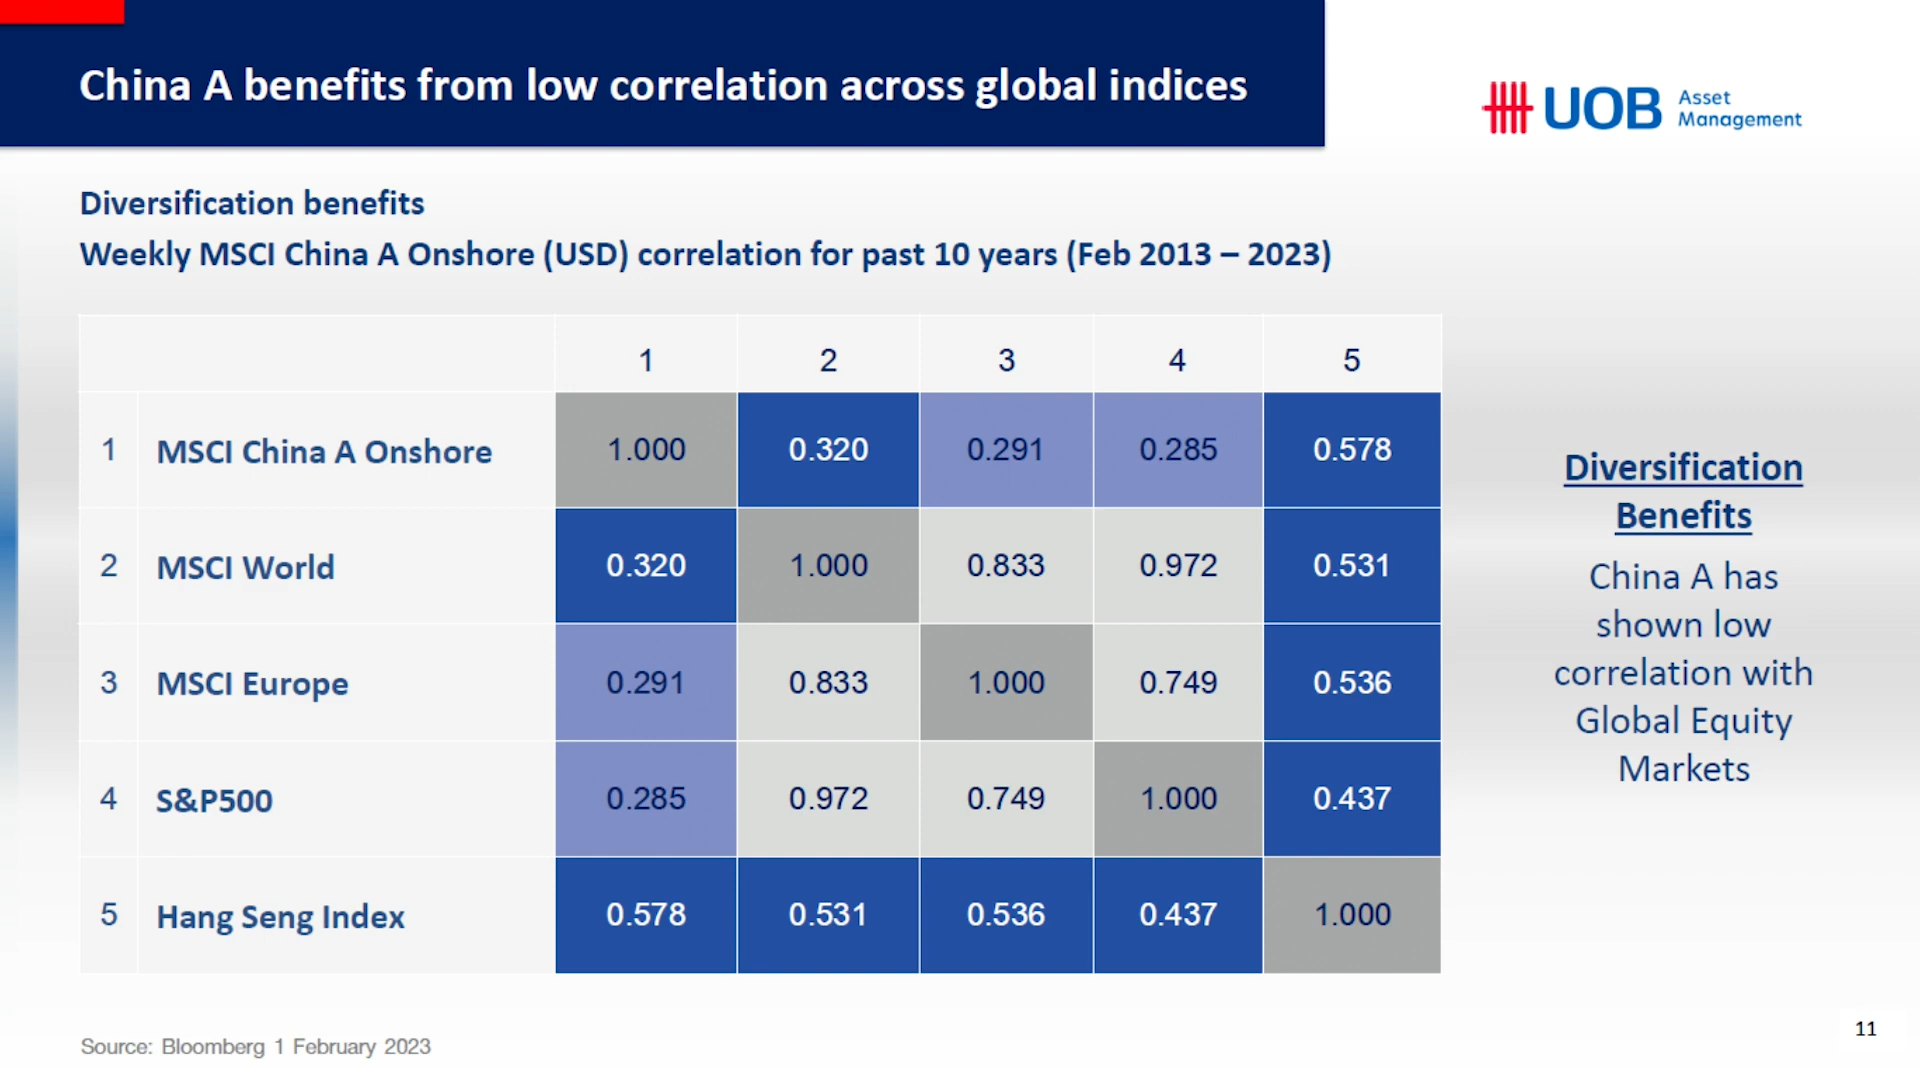 China A benefits from low correlation across global indices
UOB Asset
Management
Diversification benefits
Weekly MSCI China A Onshore (USD) correlation for past 10 years (Feb 2013 – 2023)
1 2 3 4 5
1 MSCI China A Onshore 1.000 0.320 0.291 0.285 0.578
2 MSCI World 0.320 1.000 0.833 0.972 0.531
3 MSCI Europe 0.291 0.833 1.000 0.749 0.536
4 S&P500 0.285 0.972 0.749 1.000 0.437
5 Hang Seng Index 0.578 0.531 0.536 0.437 1.000
Diversification
Benefits
China A has
shown low
correlation with
Global Equity
Markets
Source: Bloomberg 1 February 2023
11